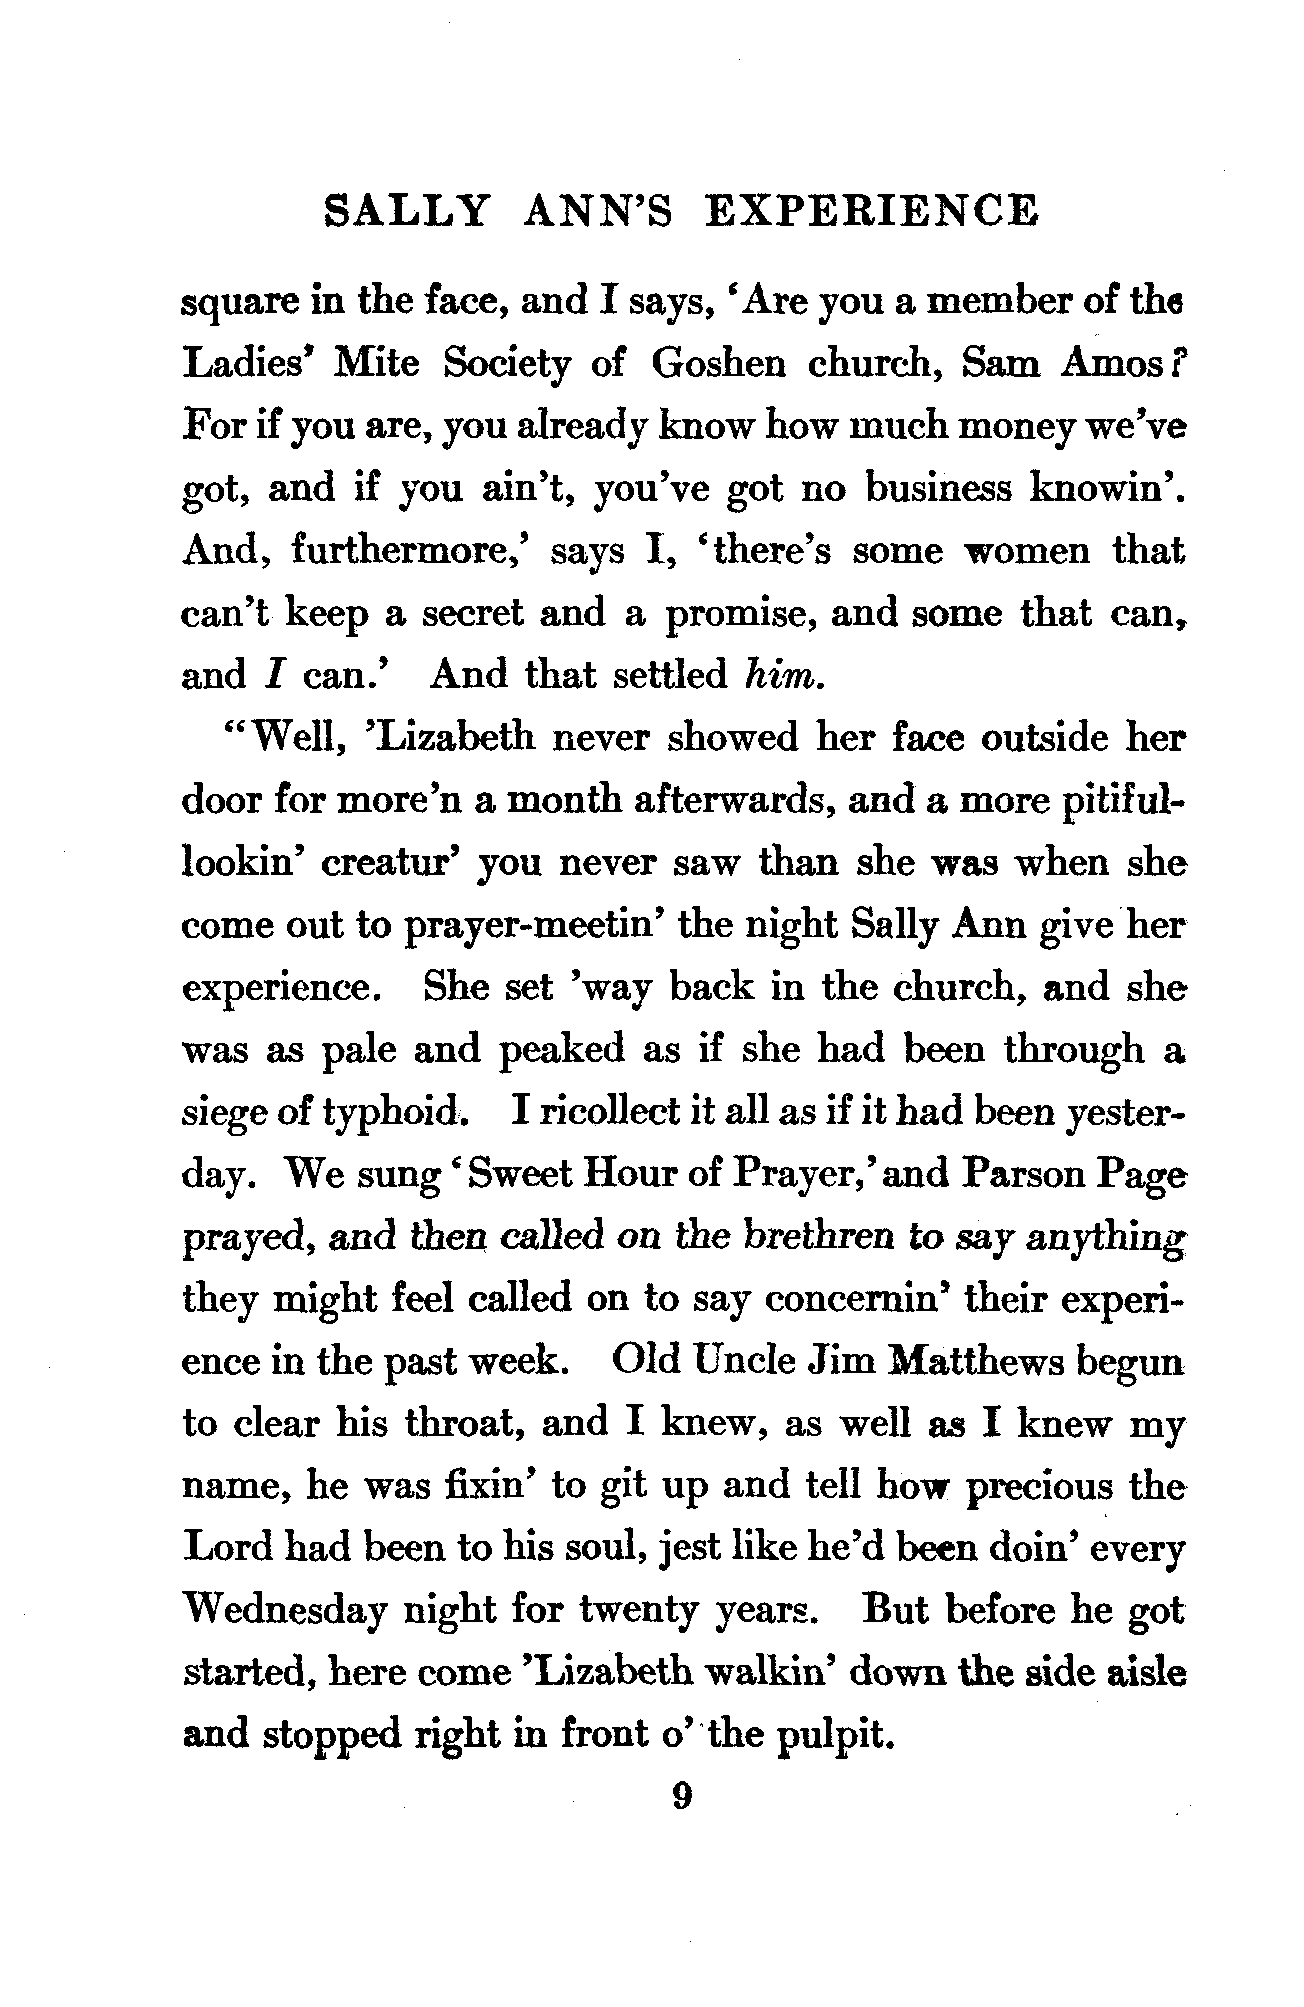 SALLY ANN'S EXPERIENCE
square in the face, and I says, ‘Are you a member of the
Ladies’ Mite Society of Goshen church, Sam Amos?
For if you are, you already know how much money we’ve
got, and if you ain’t, you’ve got no business knowin’.
And, furthermore,’ says I, ‘there’s some women that
can’t keep a secret and a promise, and some that can,
and I can.’ And that settled him.
“Well, ’Lizabeth never showed her face outside her
door for more’n a month afterwards, and a more pitiful-
lookin’ creatur’ you never saw than she was when she
come out to prayer-meetin’ the night Sally Ann give her
experience. She set ’way back in the church, and she
was as pale and peaked as if she had been through a
siege of typhoid. I ricollect it all as if it had been yester-
day. We sung ‘Sweet Hour of Prayer,’ and Parson Page
prayed, and then called on the brethren to say anything
they might feel called on to say concernin’ their experi-
ence in the past week. Old Uncle Jim Matthews begun
to clear his throat, and I knew, as well as I knew my
name, he was fixin’ to git up and tell how precious the
Lord had been to his soul, jest like he’d been doin’ every
Wednesday night for twenty years. But before he got
started, here come ’Lizabeth walkin’ down the side aisle
and stopped right in front o’ the pulpit.
9